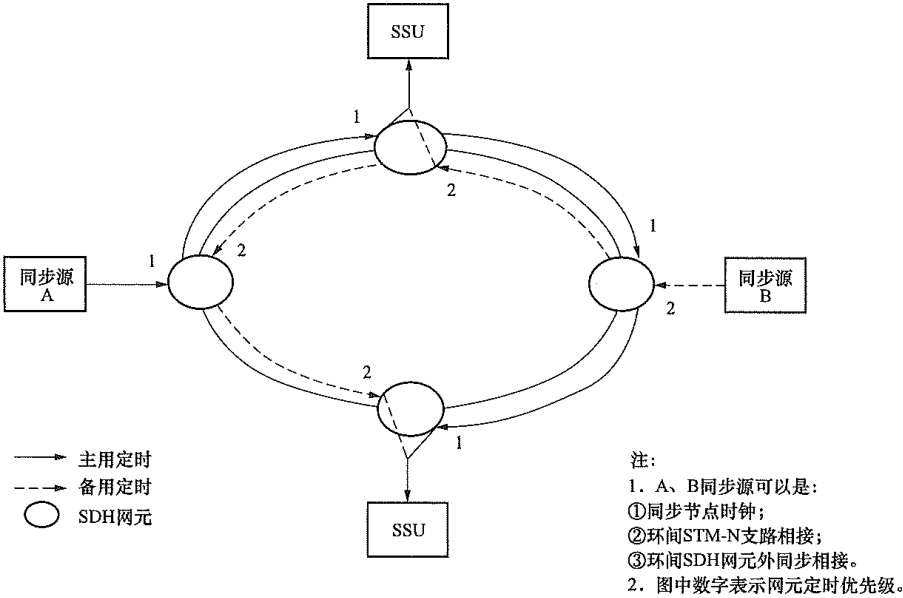 SSU
1
2
1
2
1
同步源
A
同步源
B
2
2
1
主用定时
备用定时
SDH网元
SSU
注：
1．A、B同步源可以是：
①同步节点时钟；
②环间STM-N支路相接；
③环间SDH网元外同步相接。
2．图中数字表示网元定时优先级。